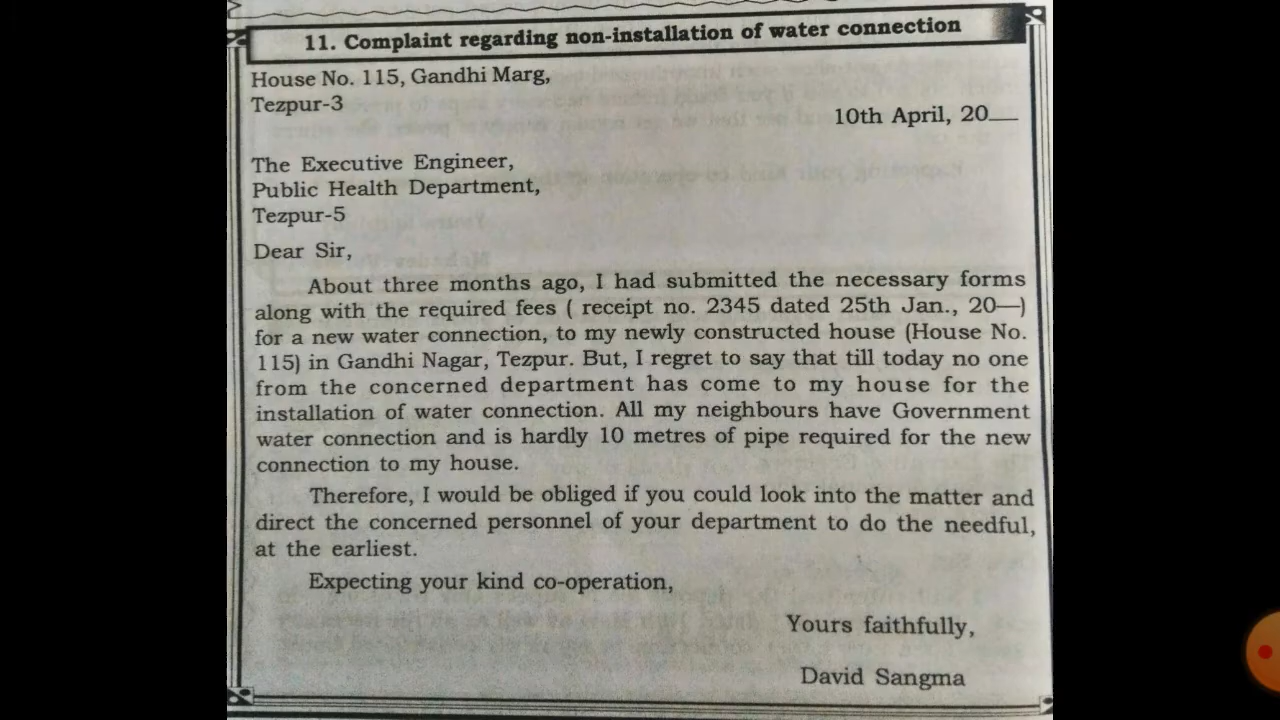 11. Complaint regarding non-installation of water connection
House No. 115, Gandhi Marg,
Tezpur-3
10th April, 20__
The Executive Engineer,
Public Health Department,
Tezpur-5
Dear Sir,
About three months ago, I had submitted the necessary forms
along with the required fees ( receipt no. 2345 dated 25th Jan., 20—)
for a new water connection, to my newly constructed house (House No.
115) in Gandhi Nagar, Tezpur. But, I regret to say that till today no one
from the concerned department has come to my house for the
installation of water connection. All my neighbours have Government
water connection and is hardly 10 metres of pipe required for the new
connection to my house.
Therefore, I would be obliged if you could look into the matter and
direct the concerned personnel of your department to do the needful,
at the earliest.
Expecting your kind co-operation,
Yours faithfully,
David Sangma